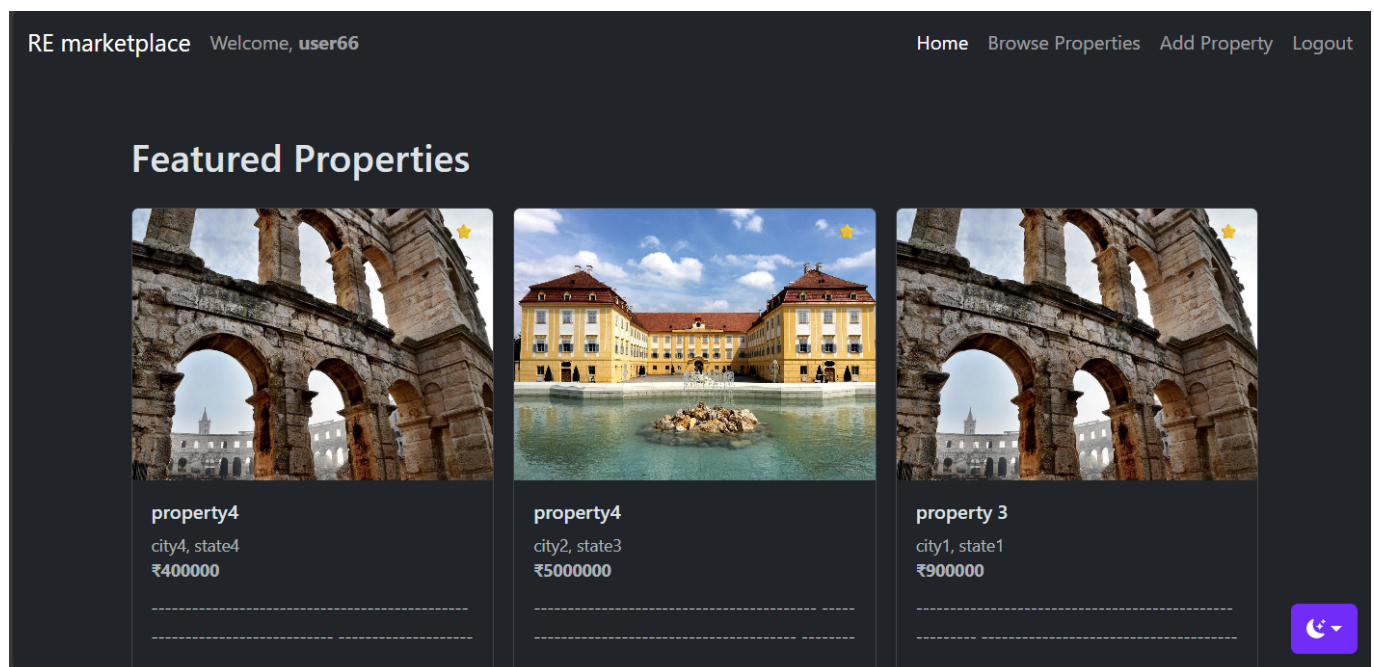 RE marketplace Welcome, user66 Home Browse Properties Add Property Logout
Featured Properties
property4
city4, state4
₹400000
-----------------------------------------------
--------------------------- --------------------
property4
city2, state3
₹5000000
------------------------------------------ -----
--------------------------------------- --------
property 3
city1, state1
₹900000
-----------------------------------------------
--------- --------------------------------------